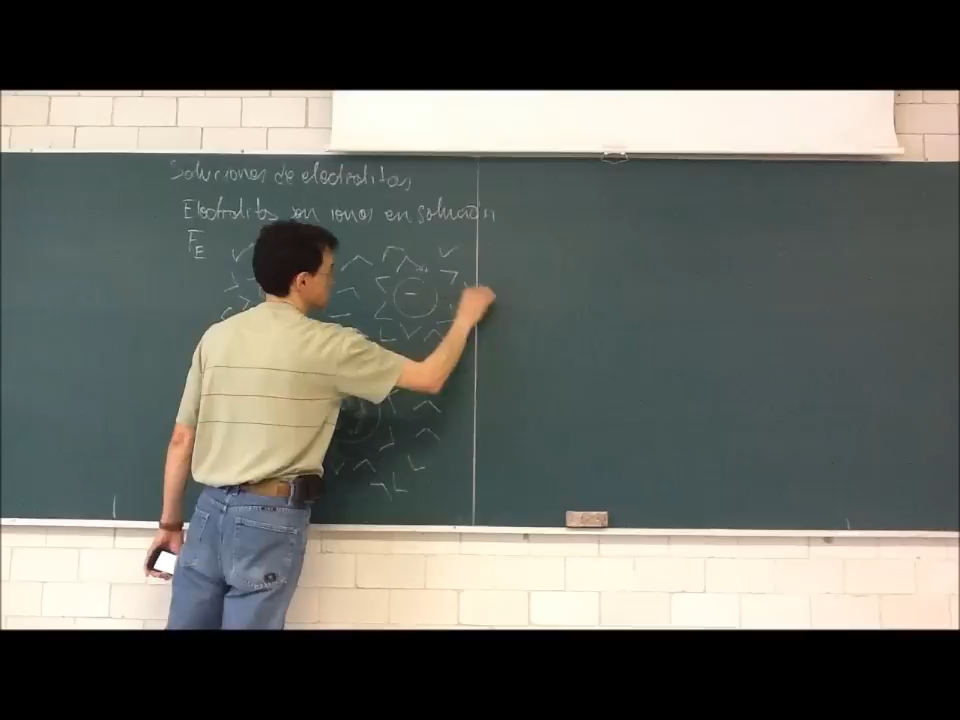 Soluciones de electrolitos
Electrolitos son iones en solución
F_E
−